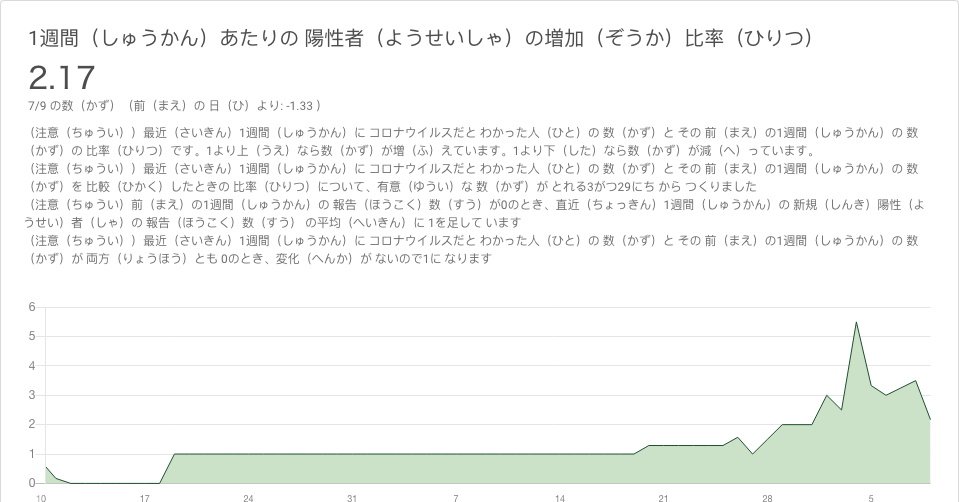 1週間（しゅうかん）あたりの 陽性者（ようせいしゃ）の増加（ぞうか）比率（ひりつ）
2.17
7/9 の数（かず）（前（まえ）の 日（ひ）より: -1.33 ）
（注意（ちゅうい））最近（さいきん）1週間（しゅうかん）に コロナウイルスだと わかった人（ひと）の 数（かず）と その 前（まえ）の1週間（しゅうかん）の 数
（かず）の 比率（ひりつ）です。1より上（うえ）なら数（かず）が増（ふ）えています。1より下（した）なら数（かず）が減（へ）っています。
（注意（ちゅうい））最近（さいきん）1週間（しゅうかん）に コロナウイルスだと わかった人（ひと）の 数（かず）と その 前（まえ）の1週間（しゅうかん）の 数
（かず）を 比較（ひかく）したときの 比率（ひりつ）について、有意（ゆうい）な 数（かず）が とれる3がつ29にち から つくりました
（注意（ちゅうい）前（まえ）の1週間（しゅうかん）の 報告（ほうこく）数（すう）が0のとき、直近（ちょっきん）1週間（しゅうかん）の 新規（しんき）陽性（よ
うせい）者（しゃ）の 報告（ほうこく）数（すう） の平均（へいきん）に 1を足して います
（注意（ちゅうい））最近（さいきん）1週間（しゅうかん）に コロナウイルスだと わかった人（ひと）の 数（かず）と その 前（まえ）の1週間（しゅうかん）の 数
（かず）が 両方（りょうほう）とも 0のとき、変化（へんか）が ないので1に なります
6
5
4
3
2
1
0
10 17 24 31 7 14 21 28 5